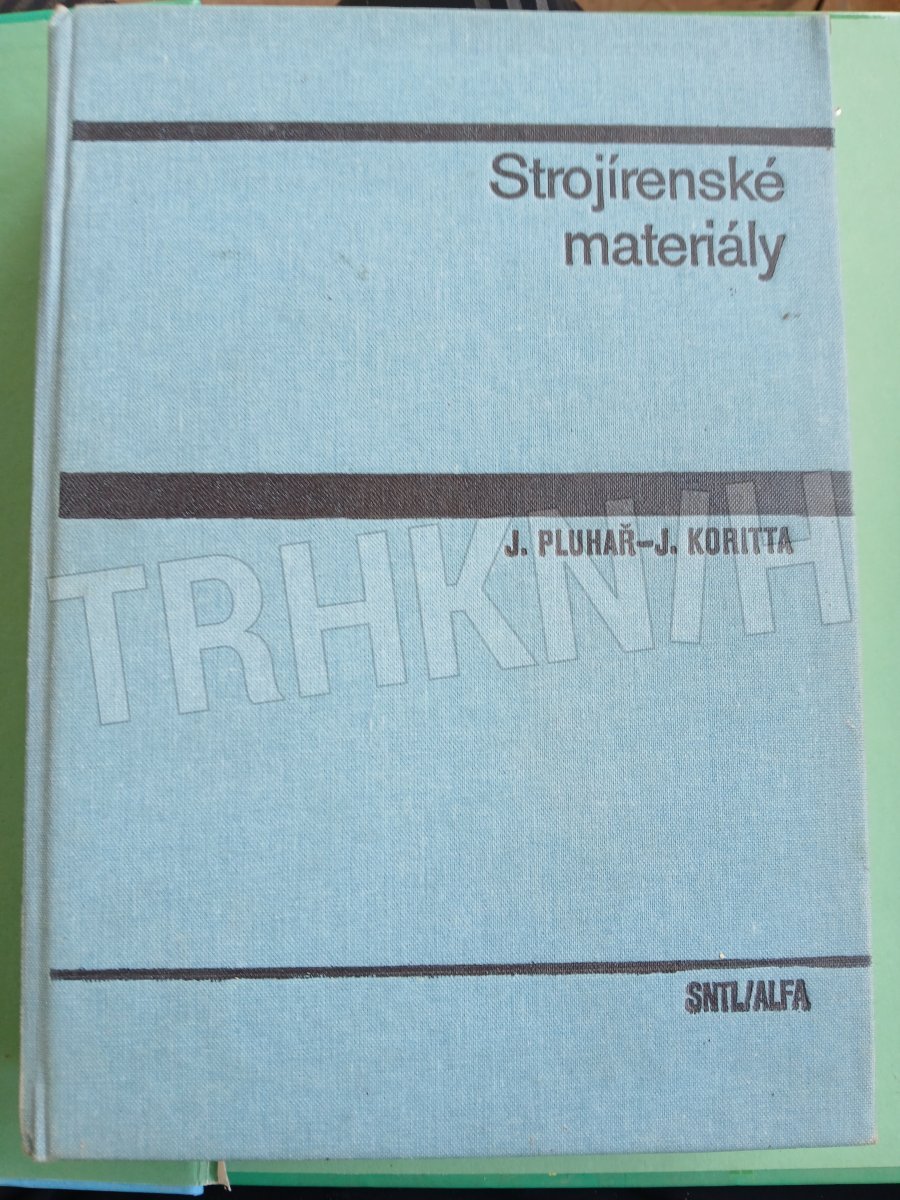 Strojírenské
materiály
J. PLUHAŘ–J. KORITTA
TRHKNIH
SNTL/ALFA